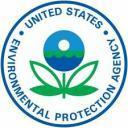 UNITED STATES
ENVIRONMENTAL PROTECTION AGENCY